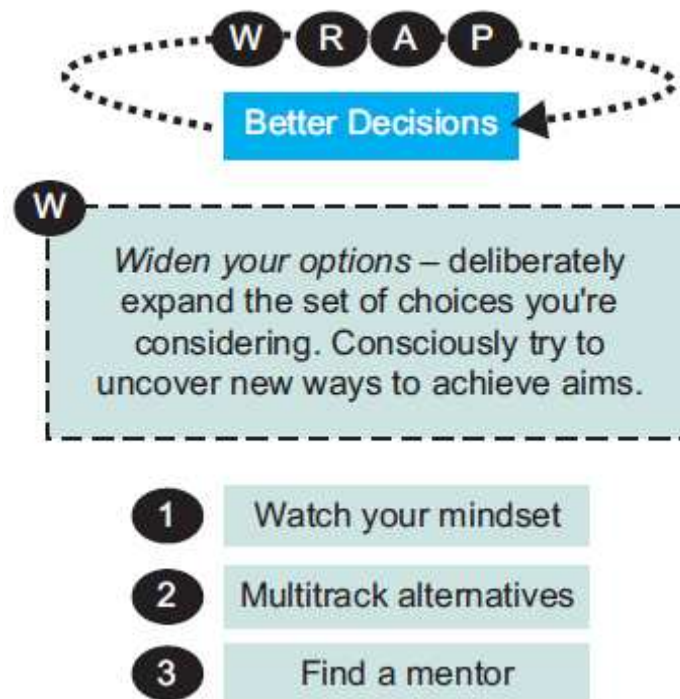 W R A P
Better Decisions
W
Widen your options – deliberately
expand the set of choices you're
considering. Consciously try to
uncover new ways to achieve aims.
1 Watch your mindset
2 Multitrack alternatives
3 Find a mentor